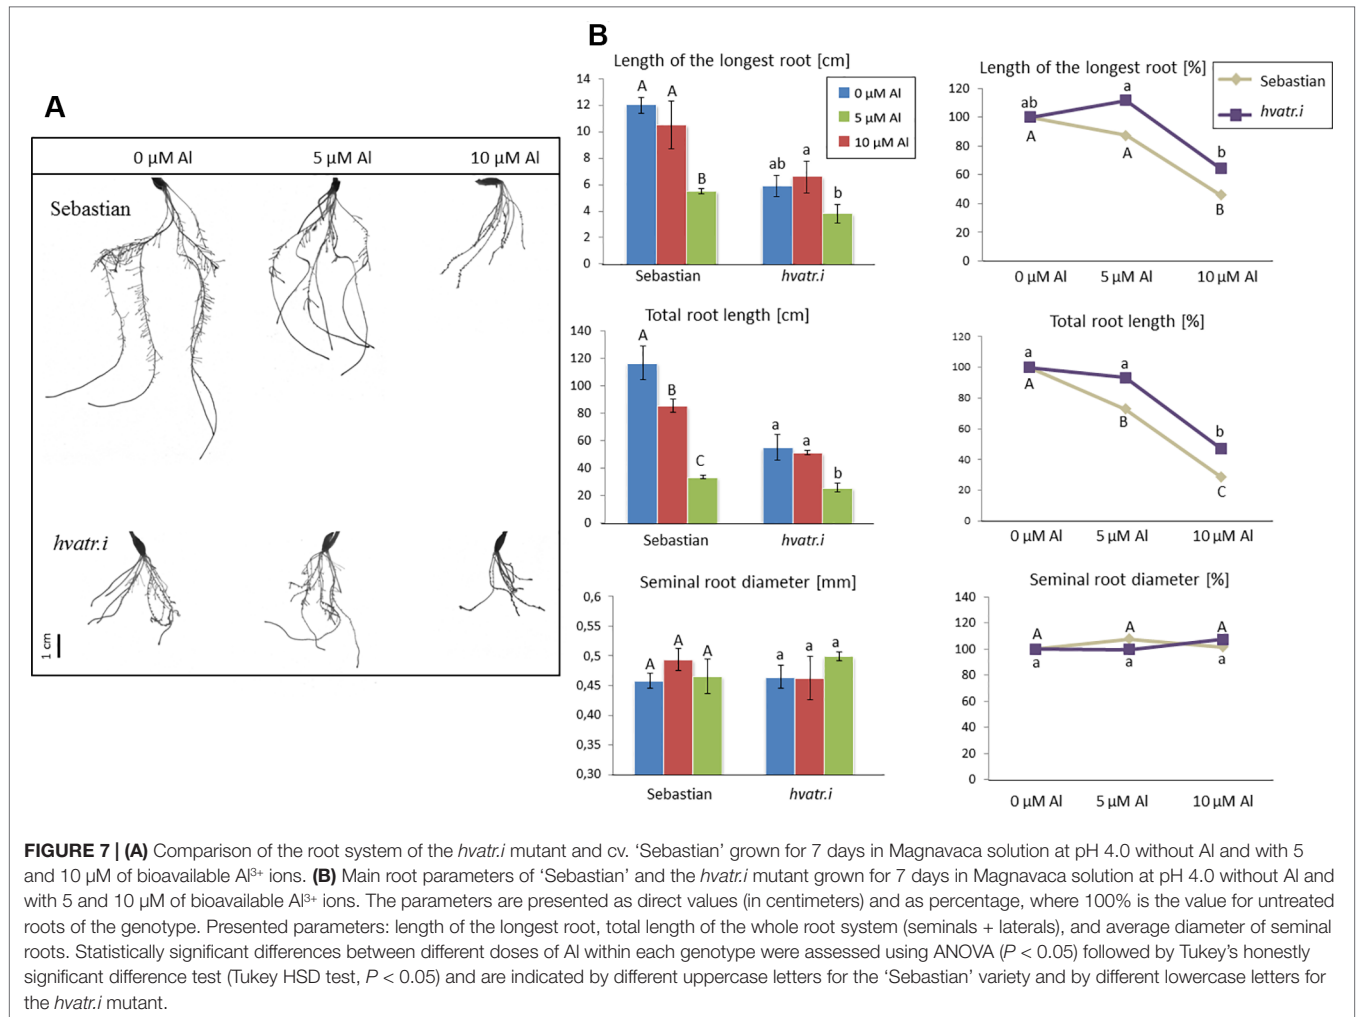 A
0 µM Al 5 µM Al 10 µM Al
Sebastian
hvatr.i
1 cm
B
Length of the longest root [cm]
14
12
10
8
6
4
2
0
A A B ab a b
0 µM Al
5 µM Al
10 µM Al
Sebastian hvatr.i
Length of the longest root [%]
120
100
80
60
40
20
0
ab a b
A A B
Sebastian
hvatr.i
0 µM Al 5 µM Al 10 µM Al
Total root length [cm]
140
120
100
80
60
40
20
0
A B C a a b
Sebastian hvatr.i
Total root length [%]
120
100
80
60
40
20
0
a a b
A B C
0 µM Al 5 µM Al 10 µM Al
Seminal root diameter [mm]
0,6
0,55
0,5
0,45
0,40
0,35
0,30
A A A a a a
Sebastian hvatr.i
Seminal root diameter [%]
140
120
100
80
60
40
20
0
A A A
a a a
0 µM Al 5 µM Al 10 µM Al
FIGURE 7 | (A) Comparison of the root system of the hvatr.i mutant and cv. ‘Sebastian’ grown for 7 days in Magnavaca solution at pH 4.0 without Al and with 5
and 10 µM of bioavailable Al³⁺ ions. (B) Main root parameters of ‘Sebastian’ and the hvatr.i mutant grown for 7 days in Magnavaca solution at pH 4.0 without Al and
with 5 and 10 µM of bioavailable Al³⁺ ions. The parameters are presented as direct values (in centimeters) and as percentage, where 100% is the value for untreated
roots of the genotype. Presented parameters: length of the longest root, total length of the whole root system (seminals + laterals), and average diameter of seminal
roots. Statistically significant differences between different doses of Al within each genotype were assessed using ANOVA (P < 0.05) followed by Tukey’s honestly
significant difference test (Tukey HSD test, P < 0.05) and are indicated by different uppercase letters for the ‘Sebastian’ variety and by different lowercase letters for
the hvatr.i mutant.